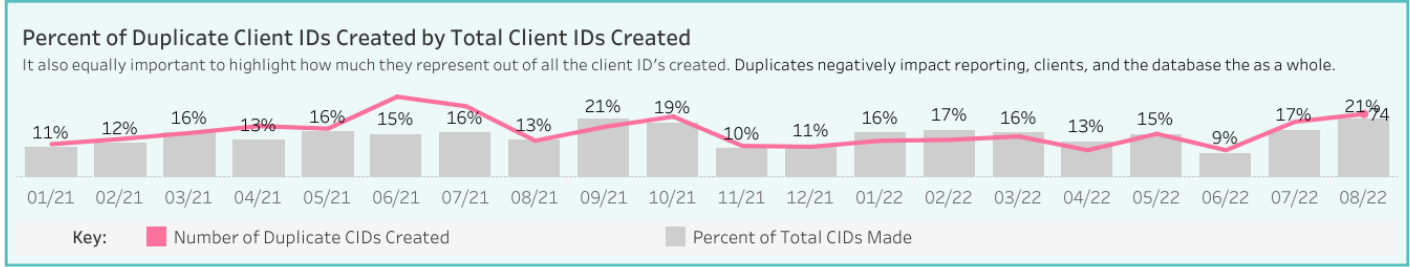 Percent of Duplicate Client IDs Created by Total Client IDs Created
It also equally important to highlight how much they represent out of all the client ID's created. Duplicates negatively impact reporting, clients, and the database the as a whole.
11% 12% 16% 13% 16% 15% 16% 13% 21% 19% 10% 11% 16% 17% 16% 13% 15% 9% 17% 21% 74
01/21 02/21 03/21 04/21 05/21 06/21 07/21 08/21 09/21 10/21 11/21 12/21 01/22 02/22 03/22 04/22 05/22 06/22 07/22 08/22
Key: Number of Duplicate CIDs Created Percent of Total CIDs Made